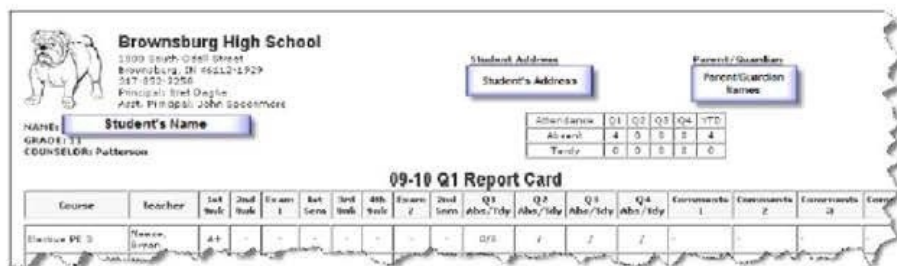 Brownsburg High School
1000 South Odell Street
Brownsburg, IN 46112-1929
317-852-2258
Principal: Bret Daghe
Asst. Principal:
Student Address
Student's Address
Parent/Guardian
Parent/Guardian
Names
NAME: Student's Name
GRADE: 11
COUNSELOR: Patterson
Attendance Q1 Q2 Q3 Q4 YTD
Absent 4 0 0 0 4
Tardy 0 0 0 0 0
09-10 Q1 Report Card
Course Teacher 1st 9wk 2nd 9wk Exam 1 1st Sem 3rd 9wk 4th 9wk Exam 2 2nd Sem Q1 Abs/Tdy Q2 Abs/Tdy Q3 Abs/Tdy Q4 Abs/Tdy Comments 1 Comments 2 Comments 3
Elective PE 3 A+ - - - - - - - / / / - - -